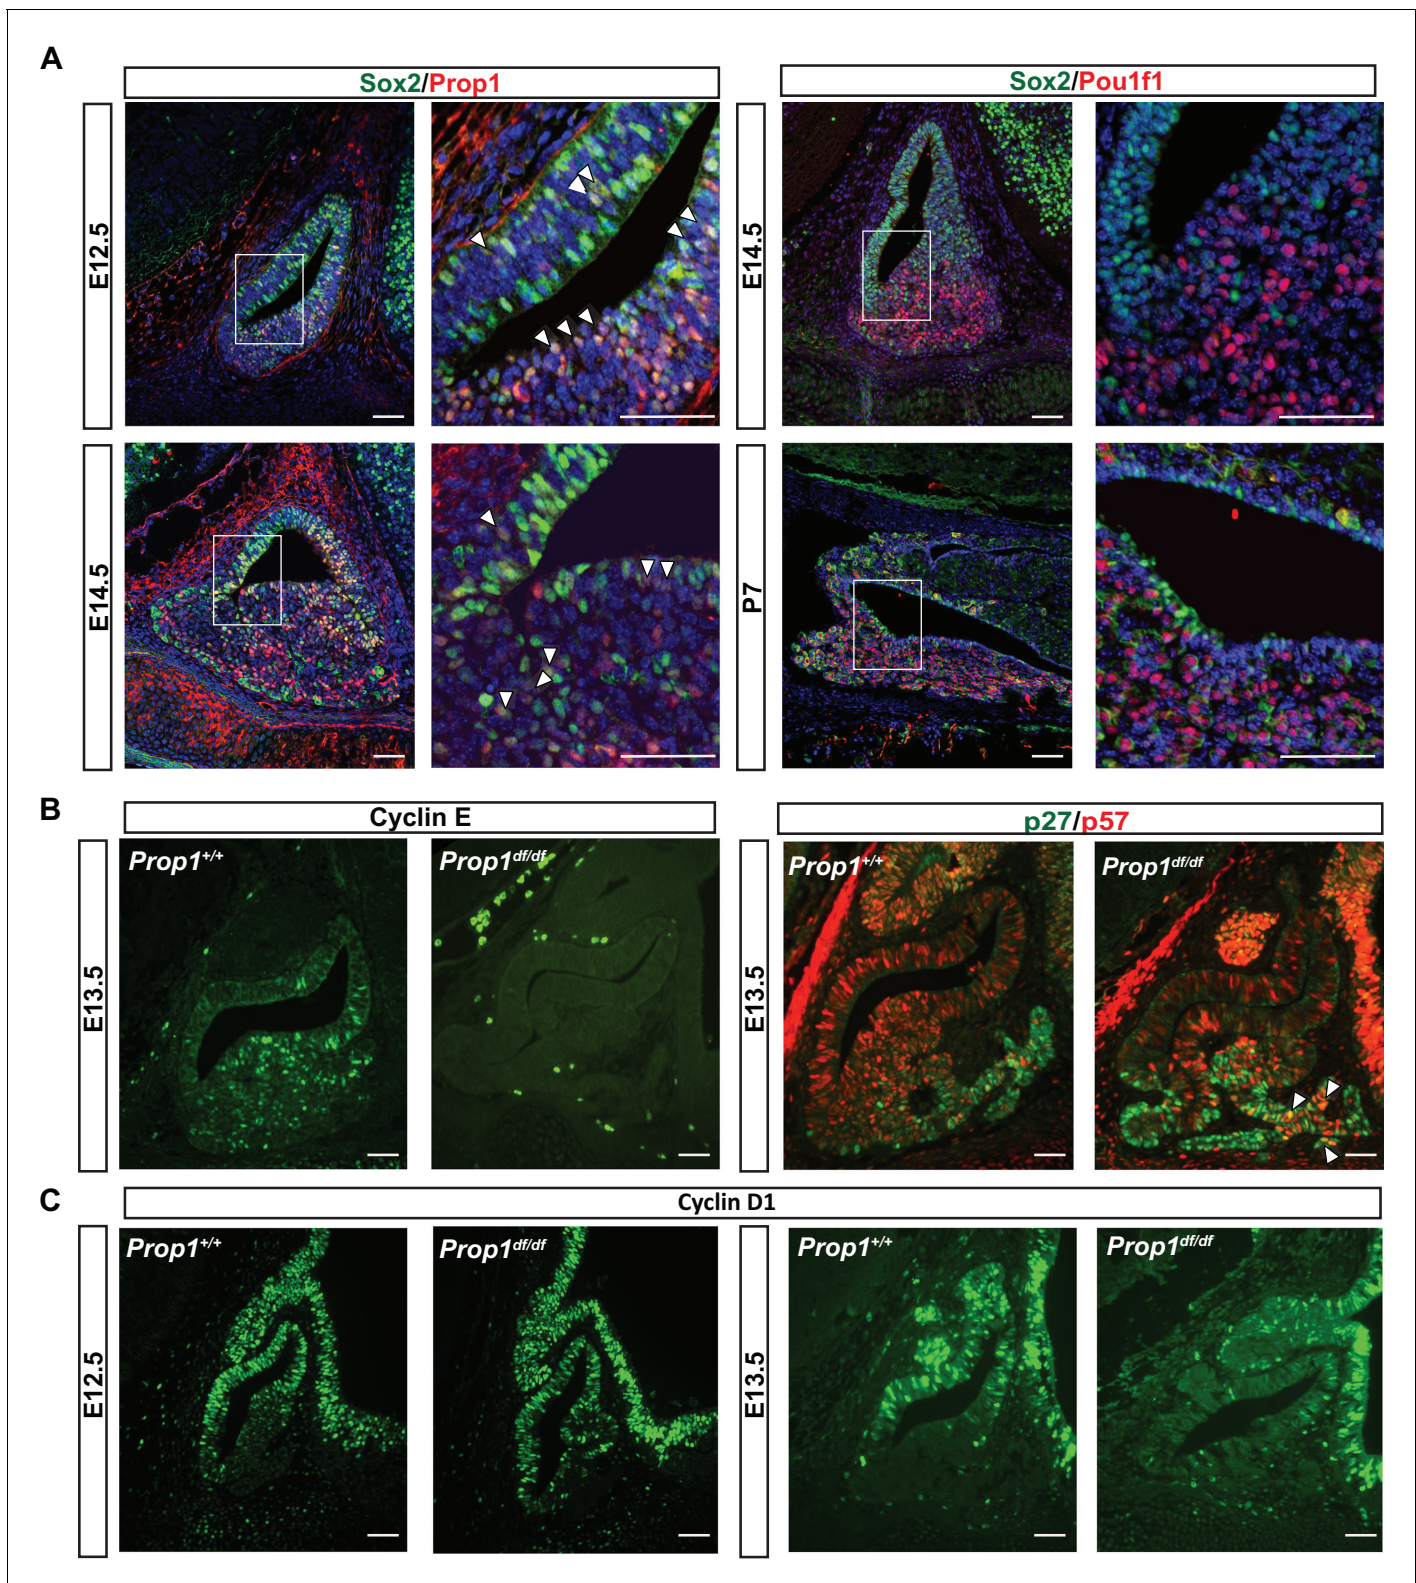 A
Sox2/Prop1
Sox2/Pou1f1
E12.5
E14.5
E14.5
P7
B
Cyclin E
p27/p57
E13.5
Prop1+/+
Prop1df/df
E13.5
Prop1+/+
Prop1df/df
C
Cyclin D1
E12.5
Prop1+/+
Prop1df/df
E13.5
Prop1+/+
Prop1df/df